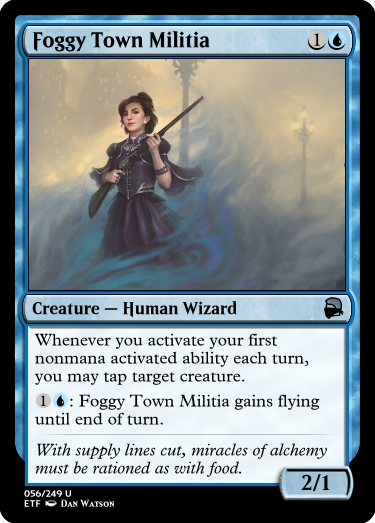 Foggy Town Militia 1
Creature — Human Wizard
Whenever you activate your first
nonmana activated ability each turn,
you may tap target creature.
1 : Foggy Town Militia gains flying
until end of turn.
With supply lines cut, miracles of alchemy
must be rationed as with food.
2/1
056/249 U
ETF Dan Watson